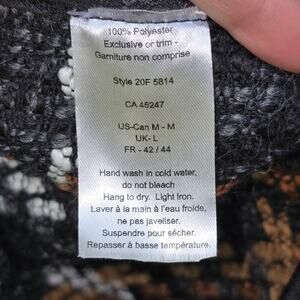 100% Polyester
Exclusive or trim -
Garniture non comprise
Style 20F 5814
CA 46247
US-Can M - M
UK- L
FR - 42 / 44
Hand wash in cold water,
do not bleach
Hang to dry. Light Iron.
Laver à la main à l'eau froide,
ne pas javeliser.
Suspendre pour sécher.
Repasser à basse température.